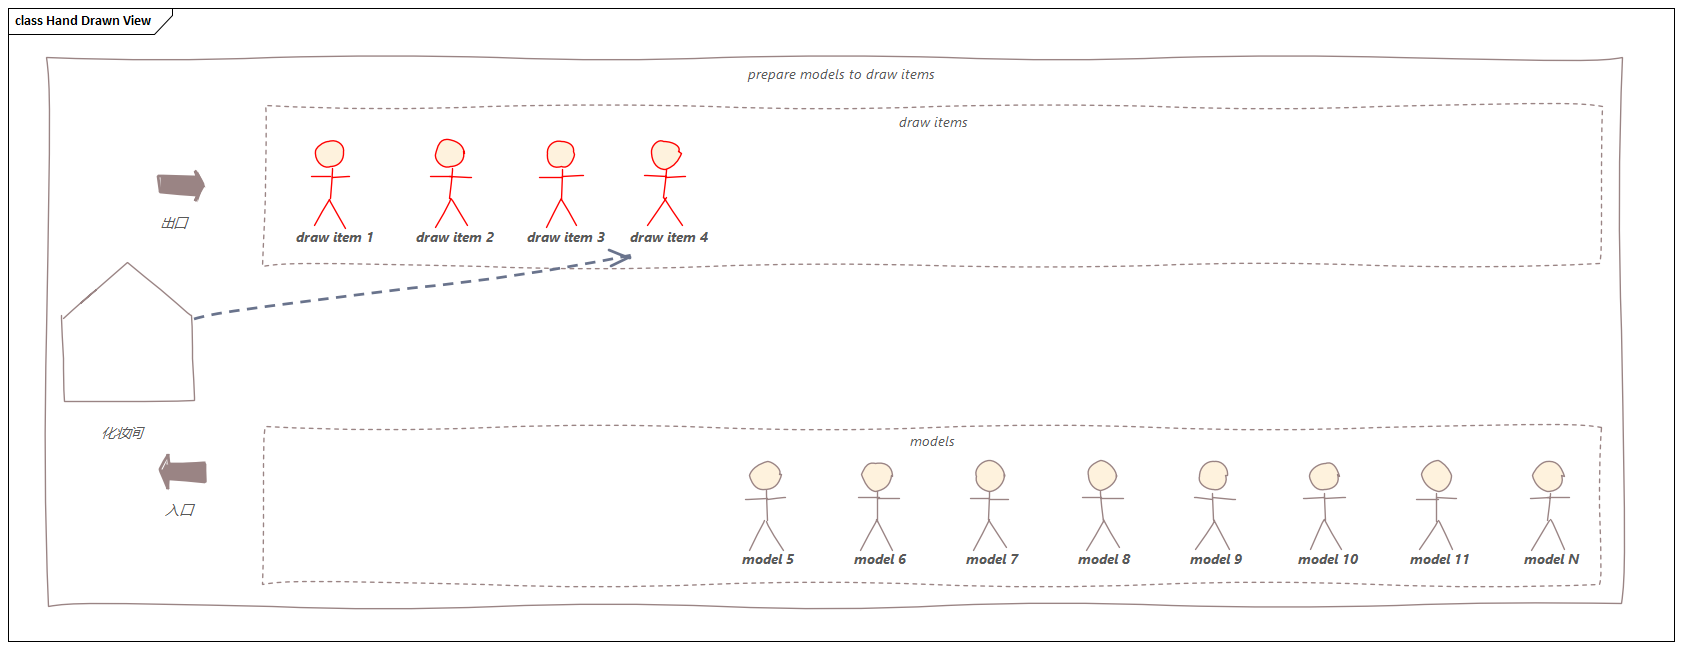 class Hand Drawn View
prepare models to draw items
draw items
draw item 1
draw item 2
draw item 3
draw item 4
出口
化妆间
入口
models
model 5
model 6
model 7
model 8
model 9
model 10
model 11
model N